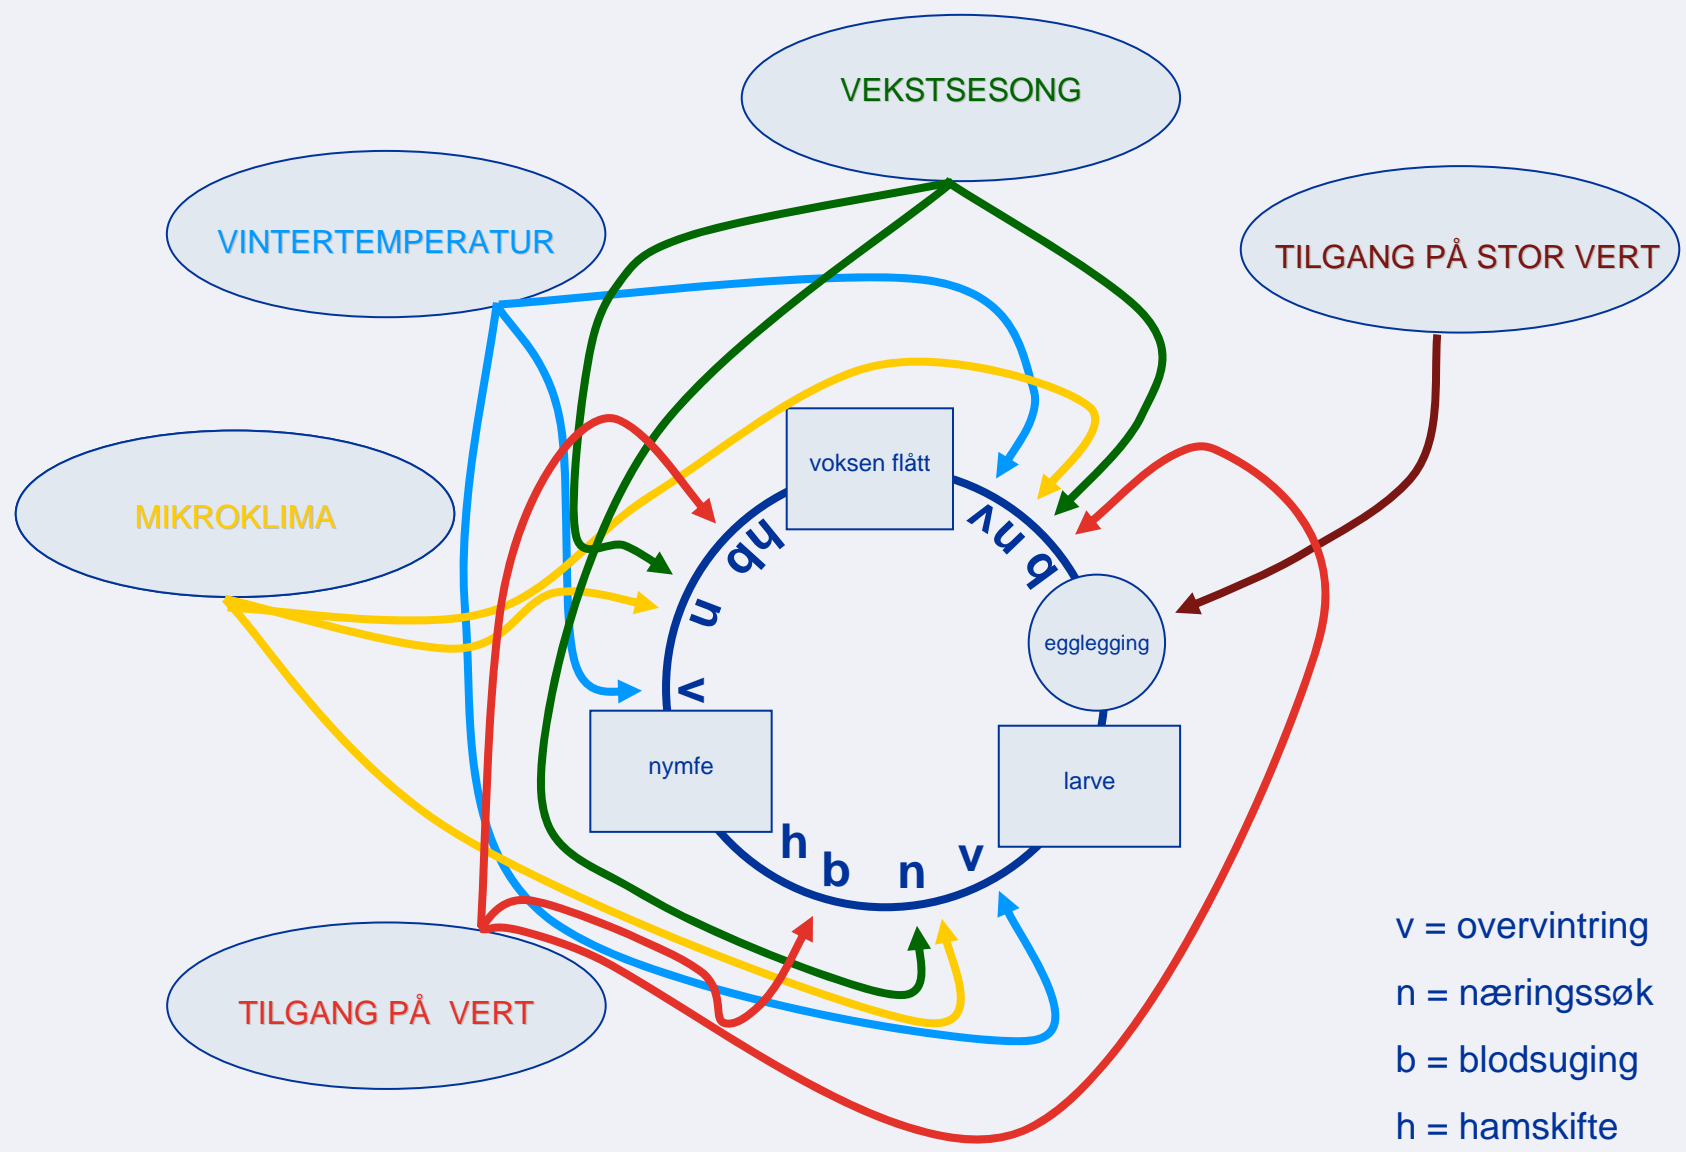 VEKSTSESONG
VINTERTEMPERATUR
TILGANG PÅ STOR VERT
MIKROKLIMA
TILGANG PÅ VERT
voksen flått
v
n
b
egglegging
larve
v
n
b
h
nymfe
v
n
b
h
v = overvintring
n = næringssøk
b = blodsuging
h = hamskifte